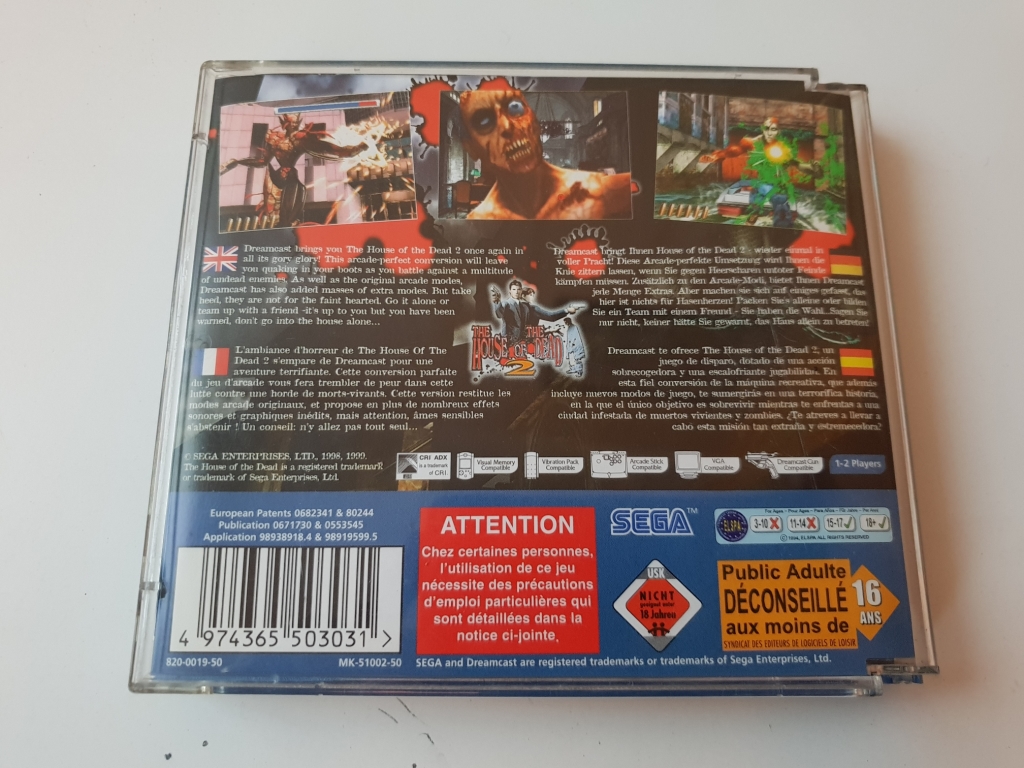 Dreamcast brings you The House of the Dead 2 once again in
all its gory glory! This arcade-perfect conversion will leave
you quaking in your boots as you battle against a multitude
of undead enemies. As well as the original arcade modes,
Dreamcast has also added masses of extra modes. But take
heed, they are not for the faint hearted. Go it alone or
team up with a friend -it's up to you but you have been
warned, don't go into the house alone...
Dreamcast bringt Ihnen House of the Dead 2 - wieder einmal in
voller Pracht! Diese Arcade-perfekte Umsetzung wird Ihnen die
Knie zittern lassen, wenn Sie gegen Heerscharen untoter Feinde
kämpfen müssen. Zusätzlich zu den Arcade-Modi, bietet Ihnen Dreamcast
jede Menge Extras. Aber machen sie sich auf einiges gefasst, das
hier ist nichts für Hasenherzen! Packen Sie's alleine oder bilden
Sie ein Team mit einem Freund - Sie haben die Wahl. Sagen Sie
nur nicht, keiner hätte Sie gewarnt, das Haus allein zu betreten!
THE HOUSE OF THE DEAD 2
L'ambiance d'horreur de The House Of The
Dead 2 s'empare de Dreamcast pour une
aventure terrifiante. Cette conversion parfaite
du jeu d'arcade vous fera trembler de peur dans cette
lutte contre une horde de morts-vivants. Cette version restitue les
modes arcade originaux, et propose en plus de nombreux effets
sonores et graphiques inédits, mais attention, âmes sensibles
s'abstenir ! Un conseil: n'y allez pas tout seul...
Dreamcast te ofrece The House of the Dead 2, un
juego de disparo, dotado de una acción
sobrecogedora y una escalofriante jugabilidad. En
esta fiel conversión de la máquina recreativa, que además
incluye nuevos modos de juego, te sumergirás en una terrorífica historia,
en la que el único objetivo es sobrevivir mientras te enfrentas a una
ciudad infestada de muertos vivientes y zombies. ¿Te atreves a llevar a
cabo esta misión tan extraña y estremecedora?
© SEGA ENTERPRISES, LTD., 1998, 1999.
The House of the Dead is a registered trademark
or trademark of Sega Enterprises, Ltd.
CRI ADX
is a trademark
of CRI.
Visual Memory
Compatible
Vibration Pack
Compatible
Arcade Stick
Compatible
VGA
Compatible
Dreamcast Gun
Compatible
1-2 Players
European Patents 0682341 & 80244
Publication 0671730 & 0553545
Application 98938918.4 & 98919599.5
4 974365 503031 >
820-0019-50
MK-51002-50
ATTENTION
Chez certaines personnes,
l'utilisation de ce jeu
nécessite des précautions
d'emploi particulières qui
sont détaillées dans la
notice ci-jointe.
SEGA™
ELSPA
3-10 11-14 15-17 18+
© 1994, ELSPA ALL RIGHTS RESERVED
USK
NICHT
geeignet unter
18 Jahren
Public Adulte
DÉCONSEILLÉ
aux moins de
16
ANS
SYNDICAT DES EDITEURS DE LOGICIELS DE LOISIR
SEGA and Dreamcast are registered trademarks or trademarks of Sega Enterprises, Ltd.